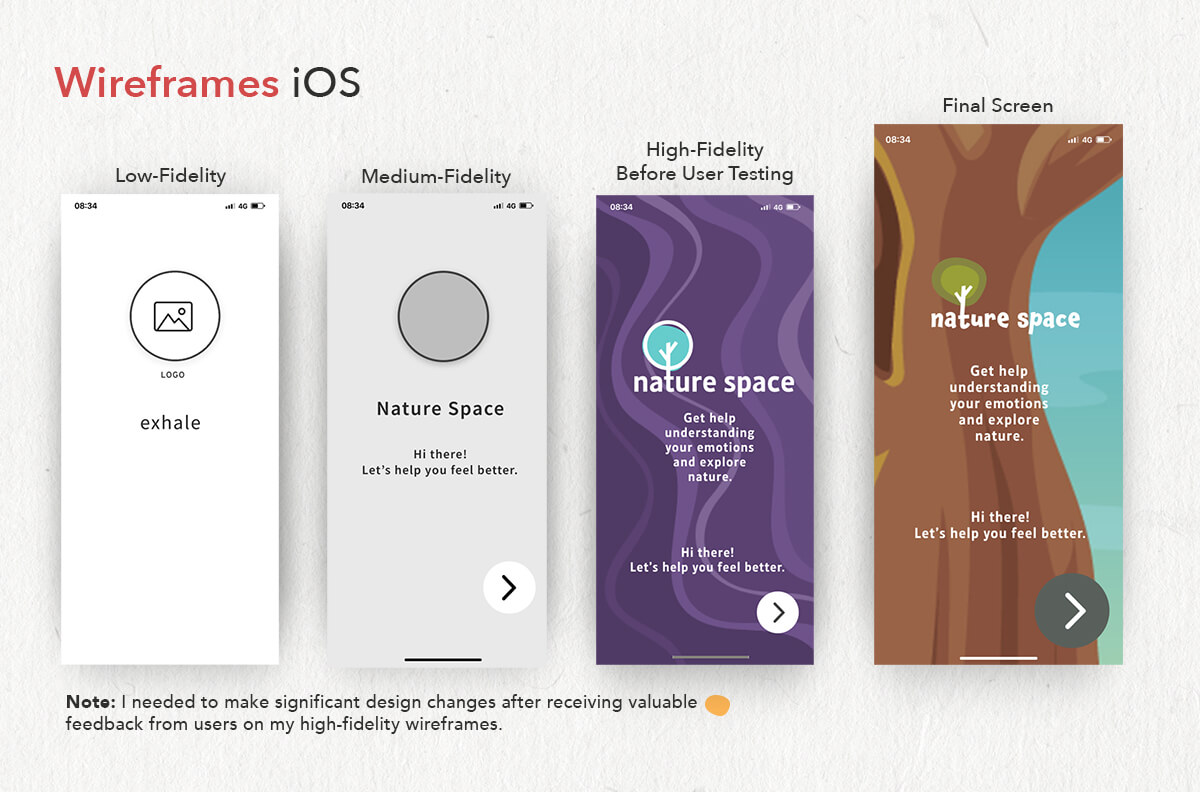 Wireframes iOS
Low-Fidelity
08:34
4G
LOGO
exhale
Medium-Fidelity
08:34
4G
Nature Space
Hi there!
Let's help you feel better.
High-Fidelity
Before User Testing
08:34
4G
nature space
Get help
understanding
your emotions
and explore
nature.
Hi there!
Let's help you feel better.
Final Screen
08:34
4G
nature space
Get help
understanding
your emotions
and explore
nature.
Hi there!
Let's help you feel better.
Note: I needed to make significant design changes after receiving valuable
feedback from users on my high-fidelity wireframes.